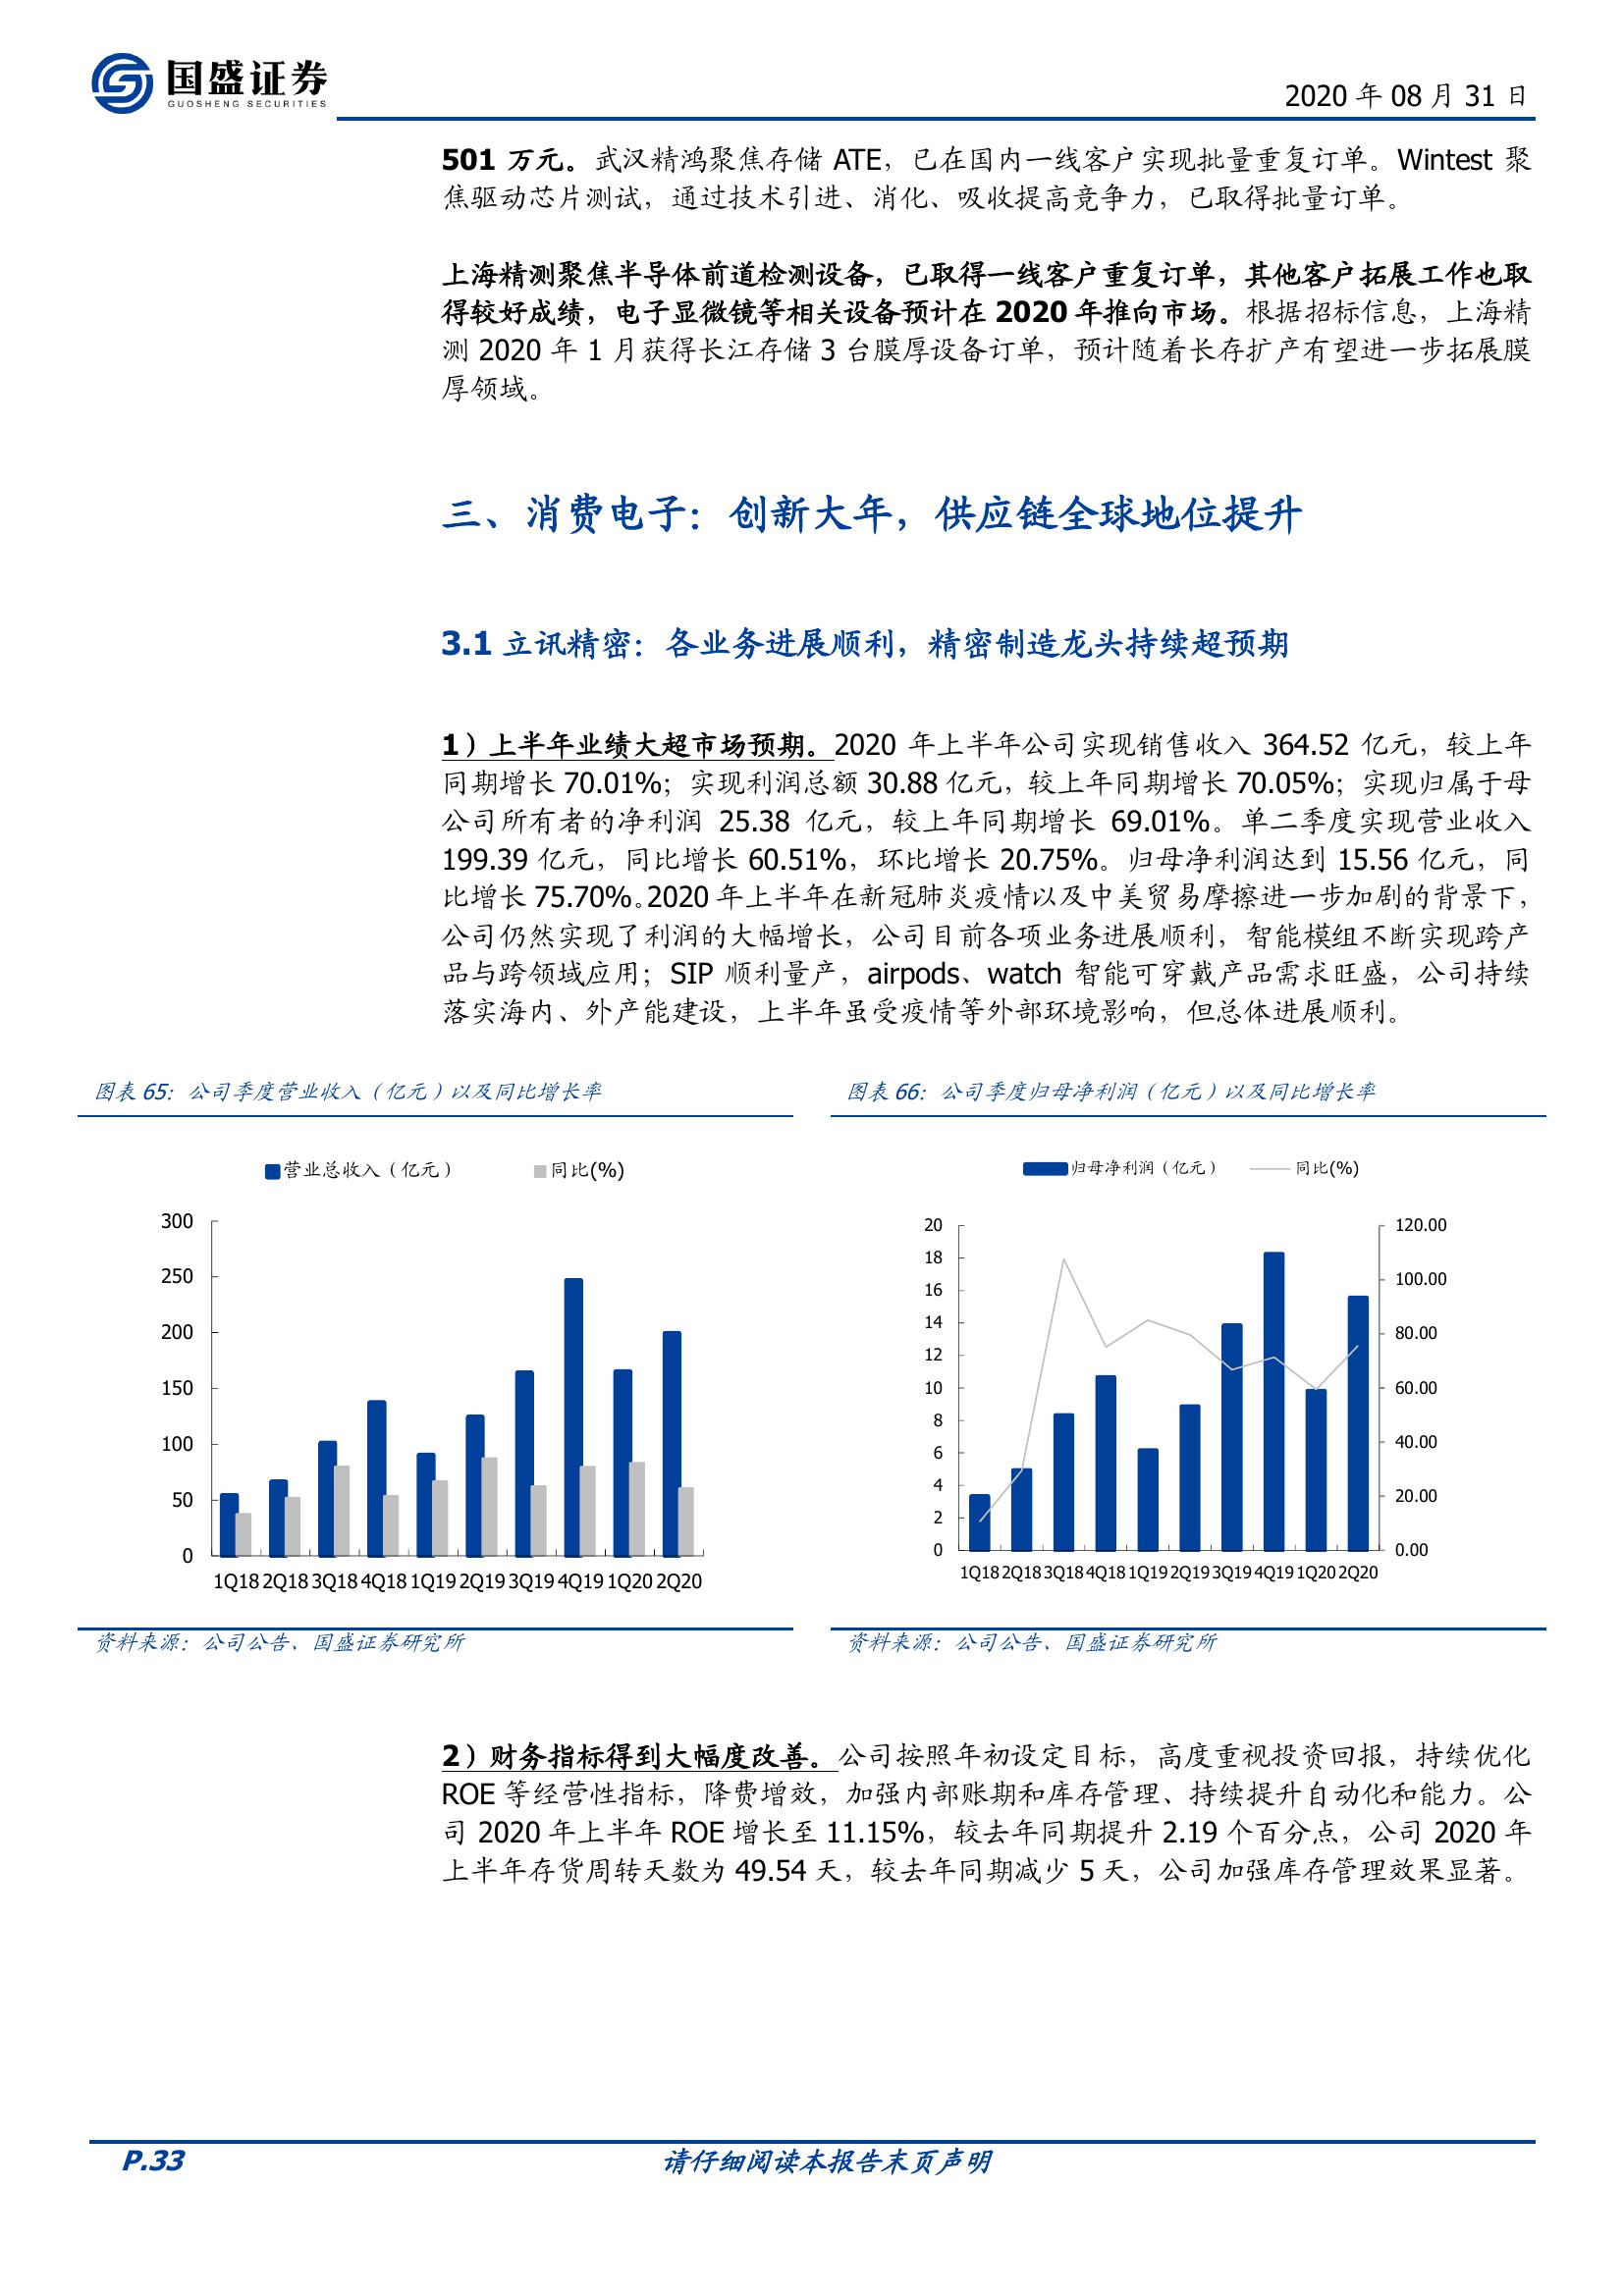 国盛证券
GUOSHENG SECURITIES
2020 年 08 月 31 日
501 万元。武汉精鸿聚焦存储 ATE，已在国内一线客户实现批量重复订单。Wintest 聚
焦驱动芯片测试，通过技术引进、消化、吸收提高竞争力，已取得批量订单。
上海精测聚焦半导体前道检测设备，已取得一线客户重复订单，其他客户拓展工作也取
得较好成绩，电子显微镜等相关设备预计在 2020 年推向市场。根据招标信息，上海精
测 2020 年 1 月获得长江存储 3 台膜厚设备订单，预计随着长存扩产有望进一步拓展膜
厚领域。
三、消费电子：创新大年，供应链全球地位提升
3.1 立讯精密：各业务进展顺利，精密制造龙头持续超预期
1）上半年业绩大超市场预期。2020 年上半年公司实现销售收入 364.52 亿元，较上年
同期增长 70.01%；实现利润总额 30.88 亿元，较上年同期增长 70.05%；实现归属于母
公司所有者的净利润 25.38 亿元，较上年同期增长 69.01%。单二季度实现营业收入
199.39 亿元，同比增长 60.51%，环比增长 20.75%。归母净利润达到 15.56 亿元，同
比增长 75.70%。2020 年上半年在新冠肺炎疫情以及中美贸易摩擦进一步加剧的背景下，
公司仍然实现了利润的大幅增长，公司目前各项业务进展顺利，智能模组不断实现跨产
品与跨领域应用；SIP 顺利量产，airpods、watch 智能可穿戴产品需求旺盛，公司持续
落实海内、外产能建设，上半年虽受疫情等外部环境影响，但总体进展顺利。
图表 65：公司季度营业收入（亿元）以及同比增长率
营业总收入（亿元） 同比(%)
300
250
200
150
100
50
0
1Q18 2Q18 3Q18 4Q18 1Q19 2Q19 3Q19 4Q19 1Q20 2Q20
资料来源：公司公告、国盛证券研究所
图表 66：公司季度归母净利润（亿元）以及同比增长率
归母净利润（亿元） 同比(%)
20 120.00
18
16 100.00
14
12 80.00
10
8 60.00
6 40.00
4
2 20.00
0 0.00
1Q18 2Q18 3Q18 4Q18 1Q19 2Q19 3Q19 4Q19 1Q20 2Q20
资料来源：公司公告、国盛证券研究所
2）财务指标得到大幅度改善。公司按照年初设定目标，高度重视投资回报，持续优化
ROE 等经营性指标，降费增效，加强内部账期和库存管理、持续提升自动化和能力。公
司 2020 年上半年 ROE 增长至 11.15%，较去年同期提升 2.19 个百分点，公司 2020 年
上半年存货周转天数为 49.54 天，较去年同期减少 5 天，公司加强库存管理效果显著。
P.33
请仔细阅读本报告末页声明